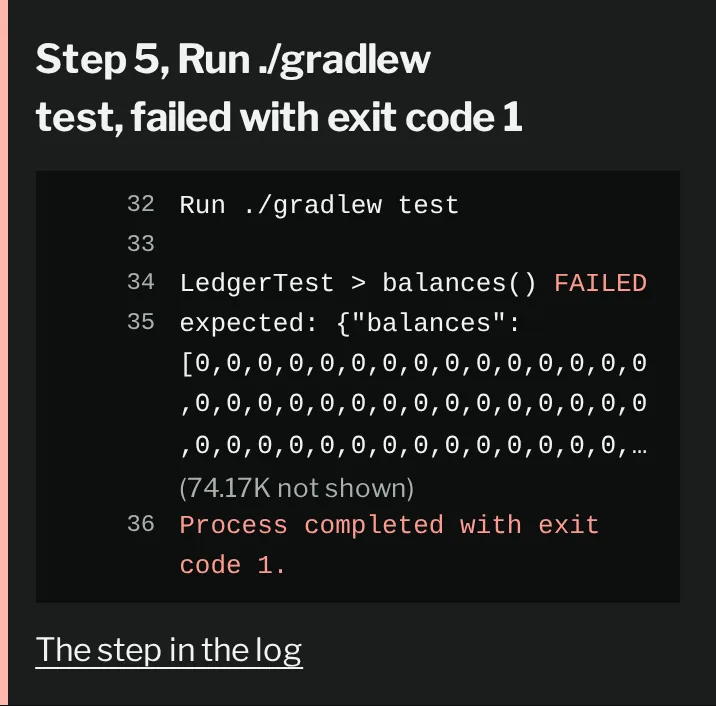 Step 5, Run ./gradlew
test, failed with exit code 1
32 Run ./gradlew test
33
34 LedgerTest > balances() FAILED
35 expected: {"balances":
[0,0,0,0,0,0,0,0,0,0,0,0,0,0,0
,0,0,0,0,0,0,0,0,0,0,0,0,0,0,0
,0,0,0,0,0,0,0,0,0,0,0,0,0,0,…
(74.17K not shown)
36 Process completed with exit
code 1.
The step in the log